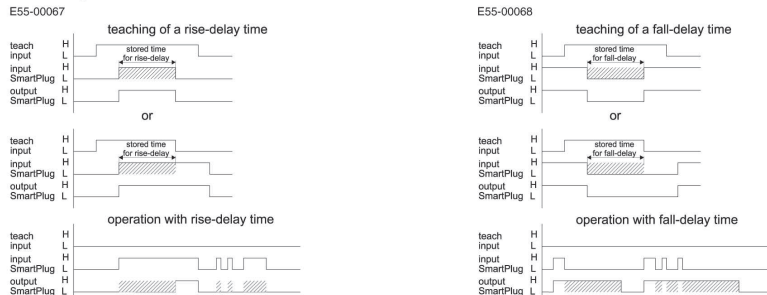 E55-00067
teaching of a rise-delay time
teach H
input L
stored time
for rise-delay
input H
SmartPlug L
output H
SmartPlug L
or
teach H
input L
stored time
for rise-delay
input H
SmartPlug L
output H
SmartPlug L
operation with rise-delay time
teach H
input L
input H
SmartPlug L
output H
SmartPlug L
E55-00068
teaching of a fall-delay time
teach H
input L
stored time
for fall-delay
input H
SmartPlug L
output H
SmartPlug L
or
teach H
input L
stored time
for fall-delay
input H
SmartPlug L
output H
SmartPlug L
operation with fall-delay time
teach H
input L
input H
SmartPlug L
output H
SmartPlug L